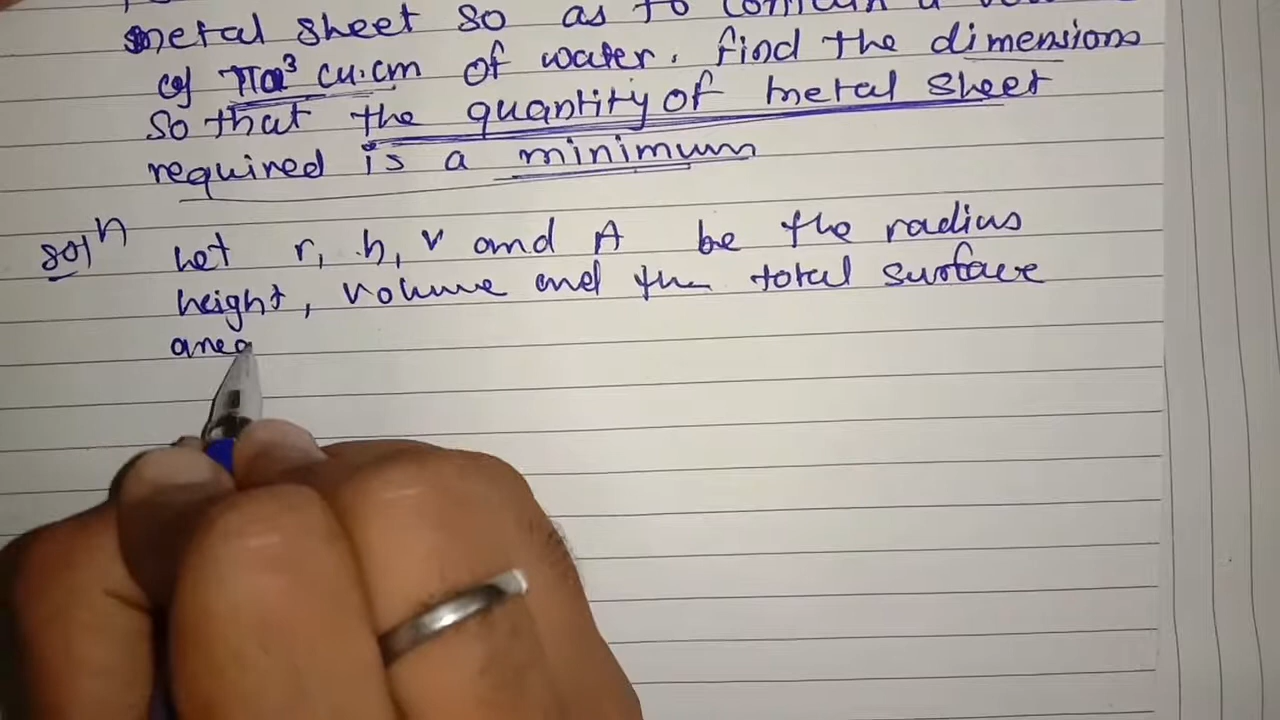 metal sheet so as to contain a
of πa³ cu.cm of water. find the dimensions
so that the quantity of metal sheet
required is a minimum
solⁿ Let r, h, v and A be the radius
height, volume and the total surface
area